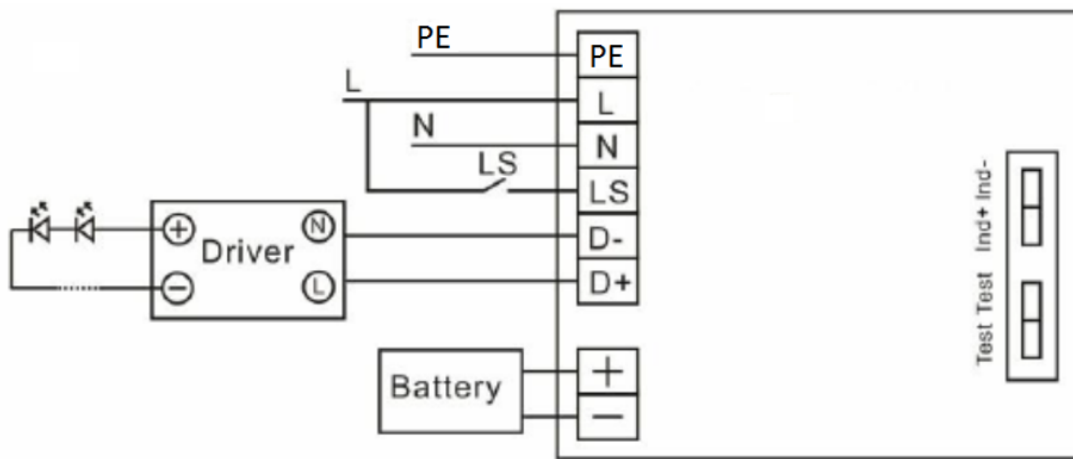 PE PE
L L
N N
LS LS
D-
D+
+ N
Driver
- L
Battery
+
-
Ind+ Ind-
Test Test